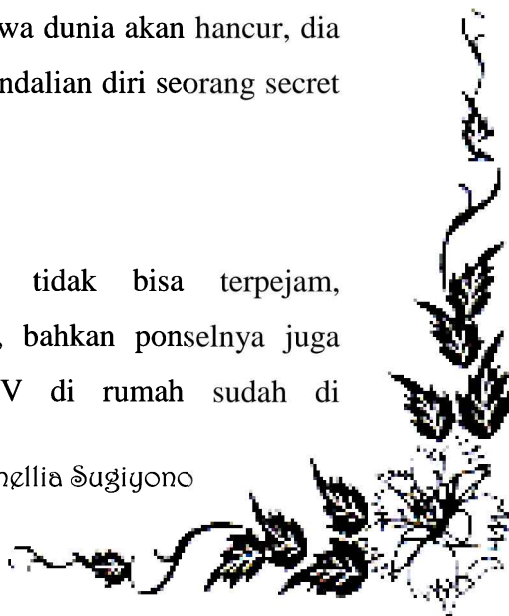 wa dunia akan hancur, dia
ndalian diri seorang secret
tidak bisa terpejam,
, bahkan ponselnya juga
V di rumah sudah di
nellia Sugiyono